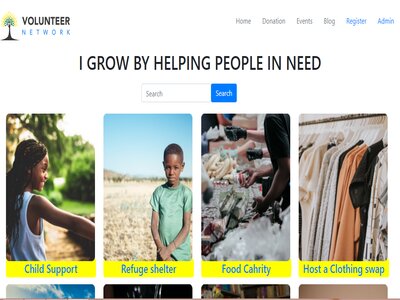 VOLUNTEER
NETWORK
Home Donation Events Blog Register Admin
I GROW BY HELPING PEOPLE IN NEED
Search Search
Child Support
Refuge shelter
Food Cahrity
Host a Clothing swap